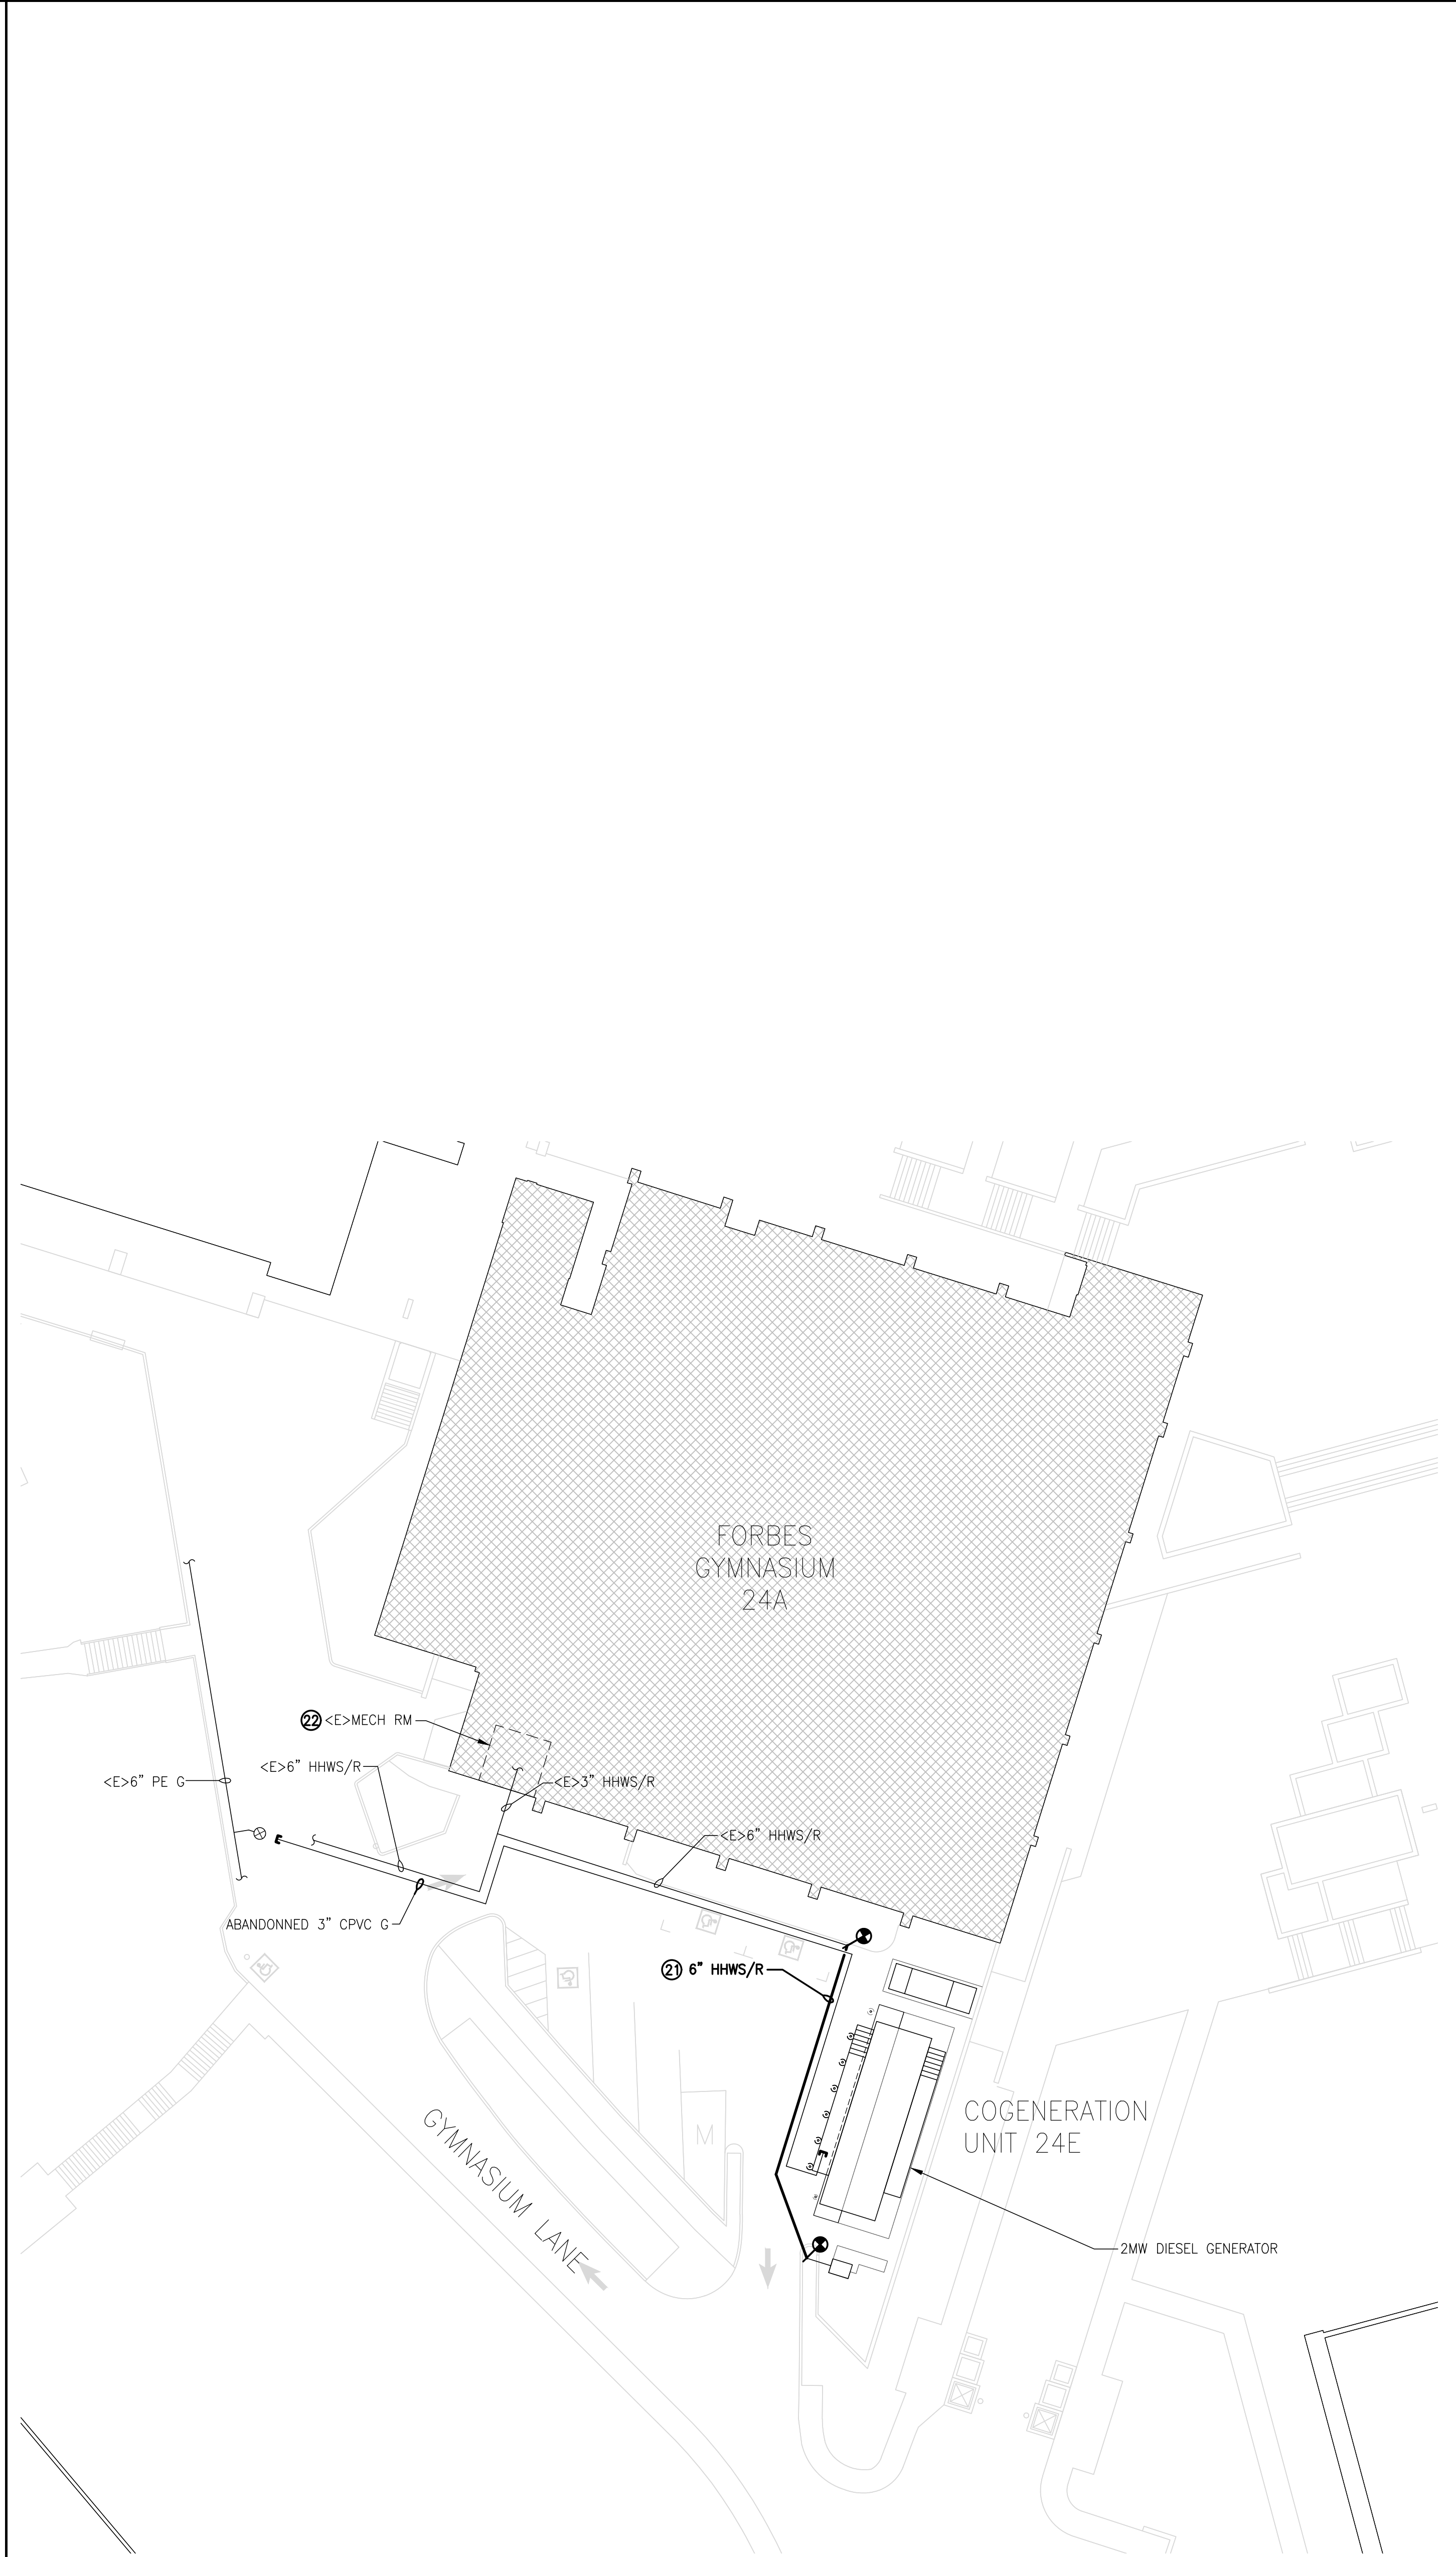 FORBES
GYMNASIUM
24A
22 <E>MECH RM
<E>6" HHWS/R
<E>6" PE G
<E>3" HHWS/R
<E>6" HHWS/R
ABANDONNED 3" CPVC G
21 6" HHWS/R
M
COGENERATION
UNIT 24E
GYMNASIUM LANE
2MW DIESEL GENERATOR